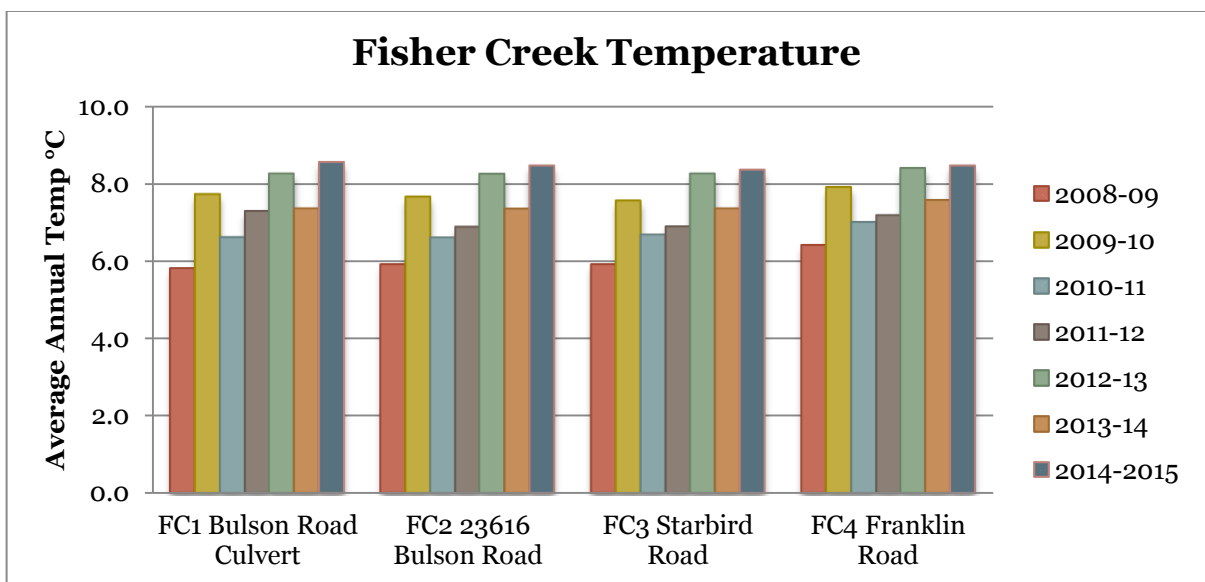 Fisher Creek Temperature
Average Annual Temp °C
10.0
8.0
6.0
4.0
2.0
0.0
FC1 Bulson Road
Culvert
FC2 23616
Bulson Road
FC3 Starbird
Road
FC4 Franklin
Road
2008-09
2009-10
2010-11
2011-12
2012-13
2013-14
2014-2015